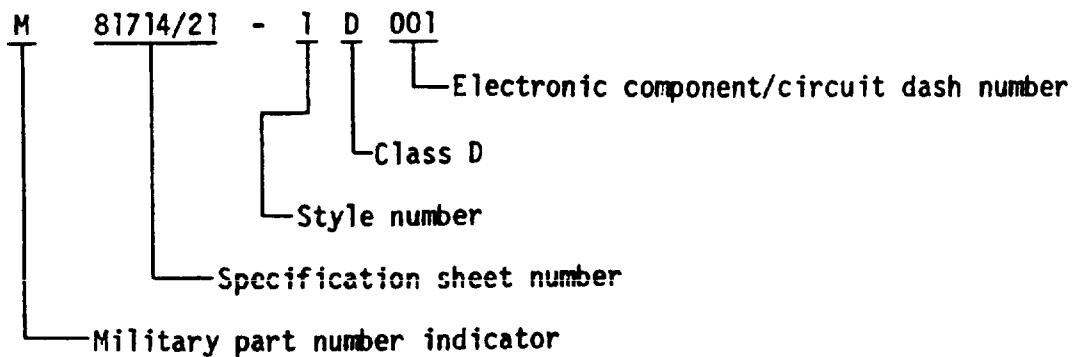 M 81714/21 - 1 D 001
Electronic component/circuit dash number
Class D
Style number
Specification sheet number
Military part number indicator